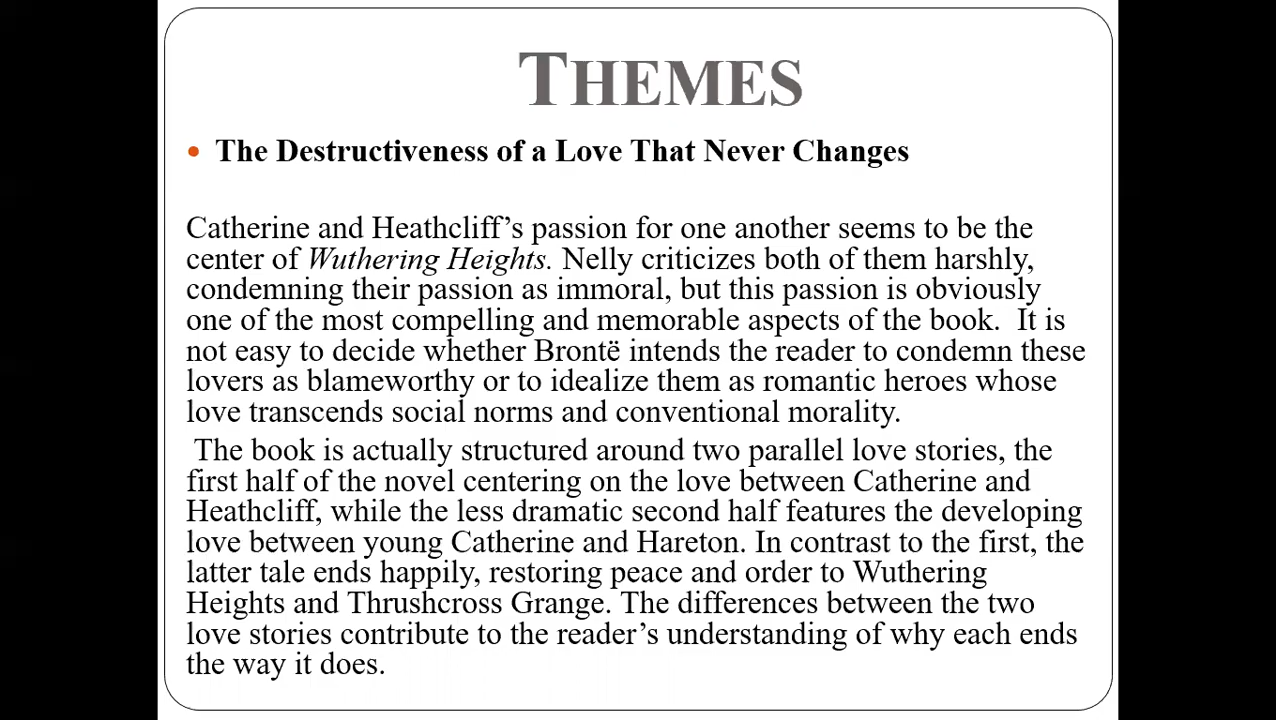 THEMES
• The Destructiveness of a Love That Never Changes
Catherine and Heathcliff’s passion for one another seems to be the
center of Wuthering Heights. Nelly criticizes both of them harshly,
condemning their passion as immoral, but this passion is obviously
one of the most compelling and memorable aspects of the book.  It is
not easy to decide whether Brontë intends the reader to condemn these
lovers as blameworthy or to idealize them as romantic heroes whose
love transcends social norms and conventional morality.
The book is actually structured around two parallel love stories, the
first half of the novel centering on the love between Catherine and
Heathcliff, while the less dramatic second half features the developing
love between young Catherine and Hareton. In contrast to the first, the
latter tale ends happily, restoring peace and order to Wuthering
Heights and Thrushcross Grange. The differences between the two
love stories contribute to the reader’s understanding of why each ends
the way it does.